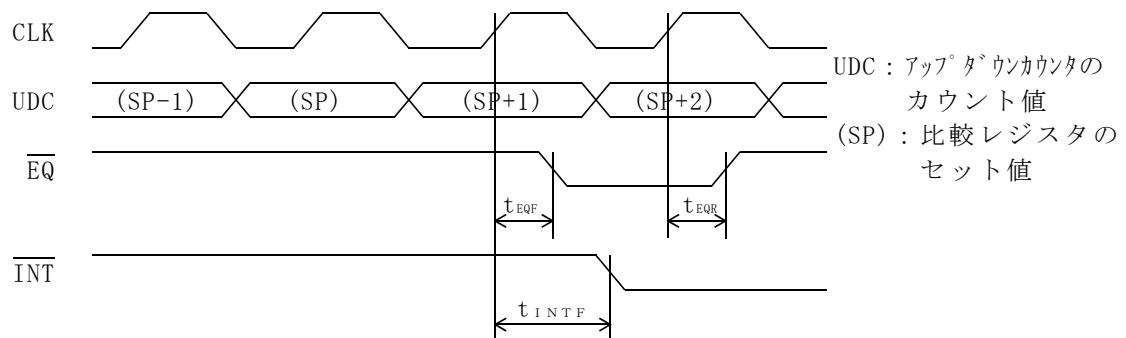 CLK
UDC
(SP-1) (SP) (SP+1) (SP+2)
UDC：ｱｯﾌﾟﾀﾞｳﾝｶｳﾝﾀの
カウント値
(SP)：比較レジスタの
セット値
EQ
tEQF tEQR
INT
tINTF